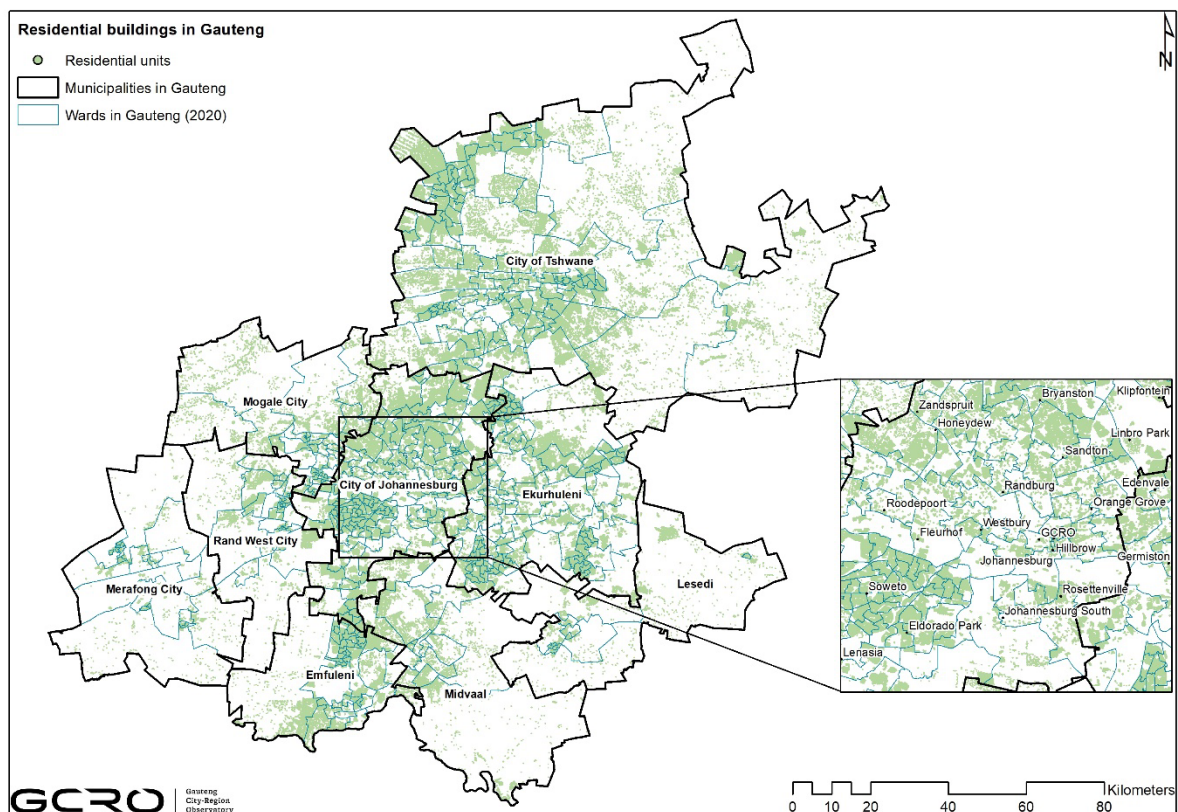 Residential buildings in Gauteng
Residential units
Municipalities in Gauteng
Wards in Gauteng (2020)
N
City of Tshwane
Mogale City
City of Johannesburg
Ekurhuleni
Rand West City
Merafong City
Lesedi
Emfuleni
Midvaal
Bryanston
Klipfontein
Zandspruit
Honeydew
Linbro Park
Sandton
Randburg
Edenvale
Roodepoort
Orange Grove
Westbury
Fleurhof
GCRO
Hillbrow
Johannesburg
Germiston
Soweto
Rosettenville
Johannesburg South
Eldorado Park
Lenasia
GCRO
Gauteng
City-Region
Observatory
Kilometers
0 10 20 40 60 80